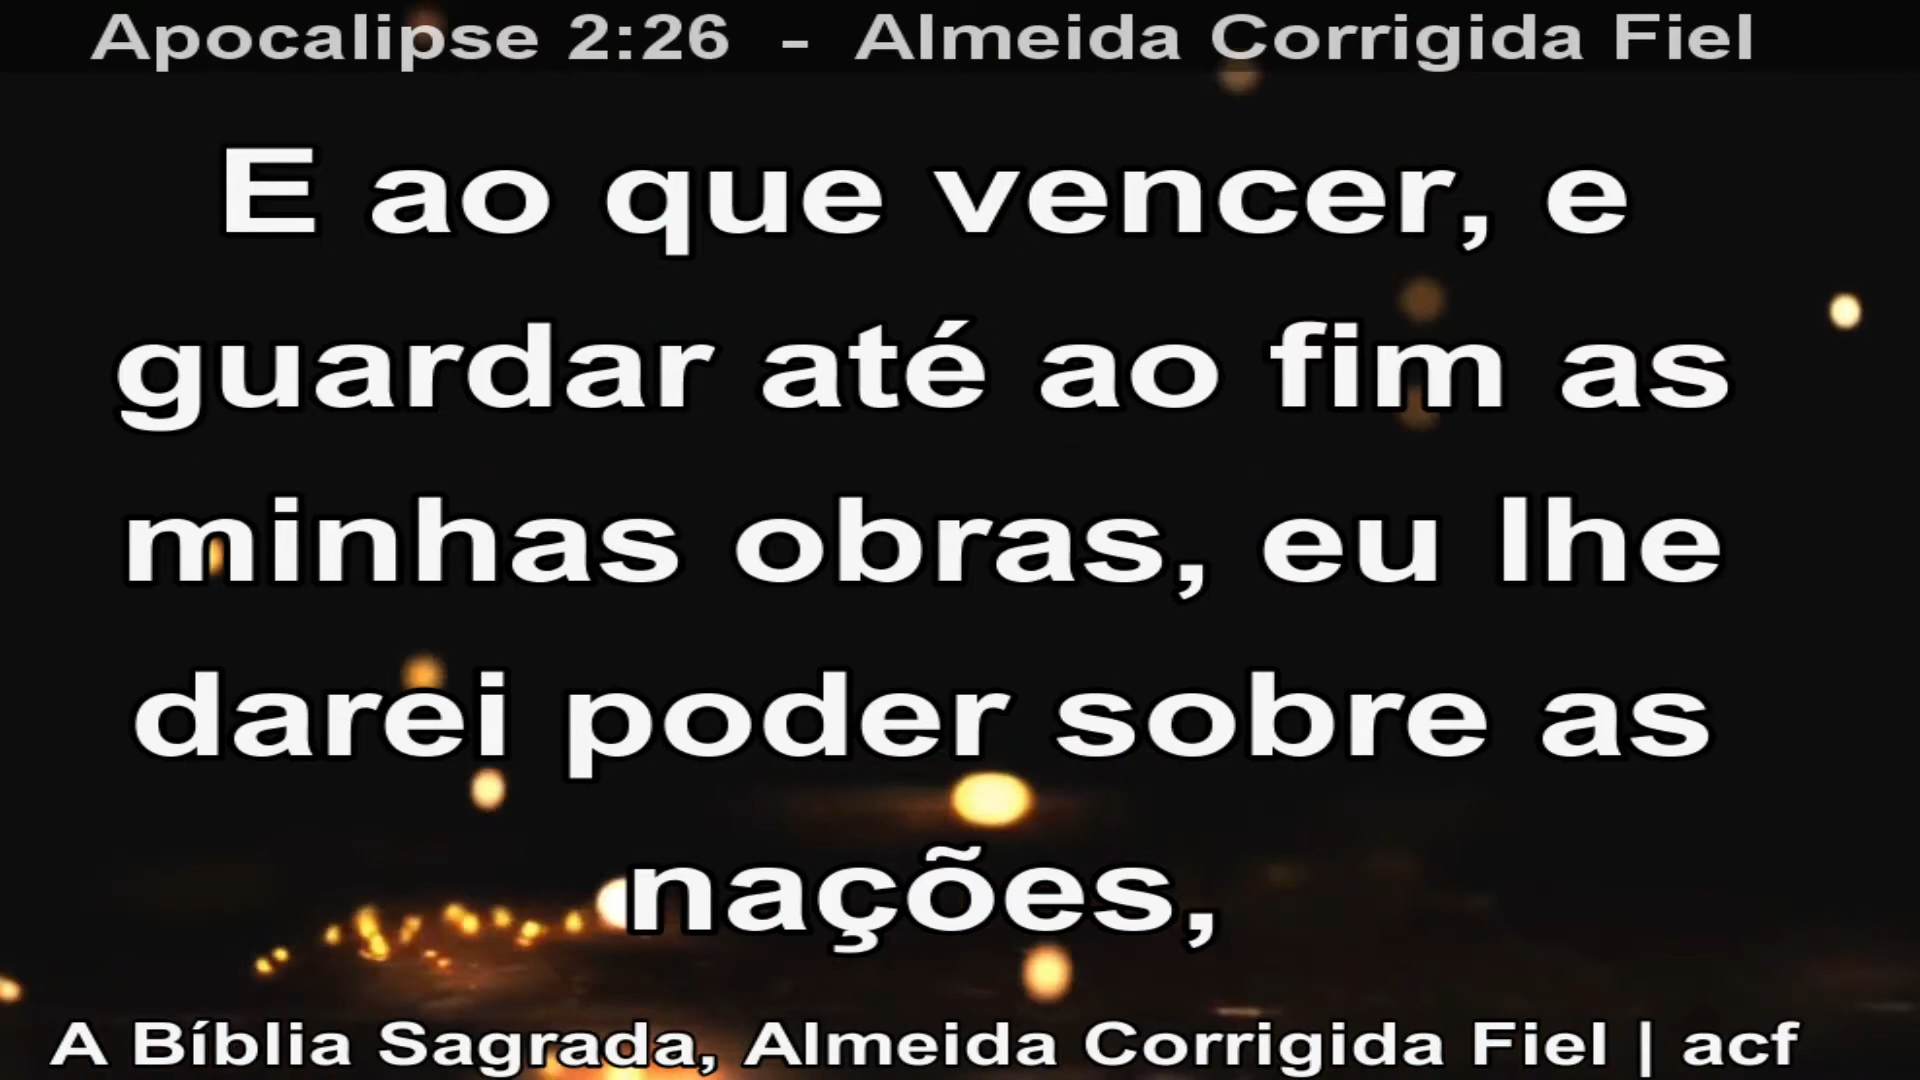 Apocalipse 2:26 - Almeida Corrigida Fiel
E ao que vencer, e
guardar até ao fim as
minhas obras, eu lhe
darei poder sobre as
nações,
A Bíblia Sagrada, Almeida Corrigida Fiel | acf